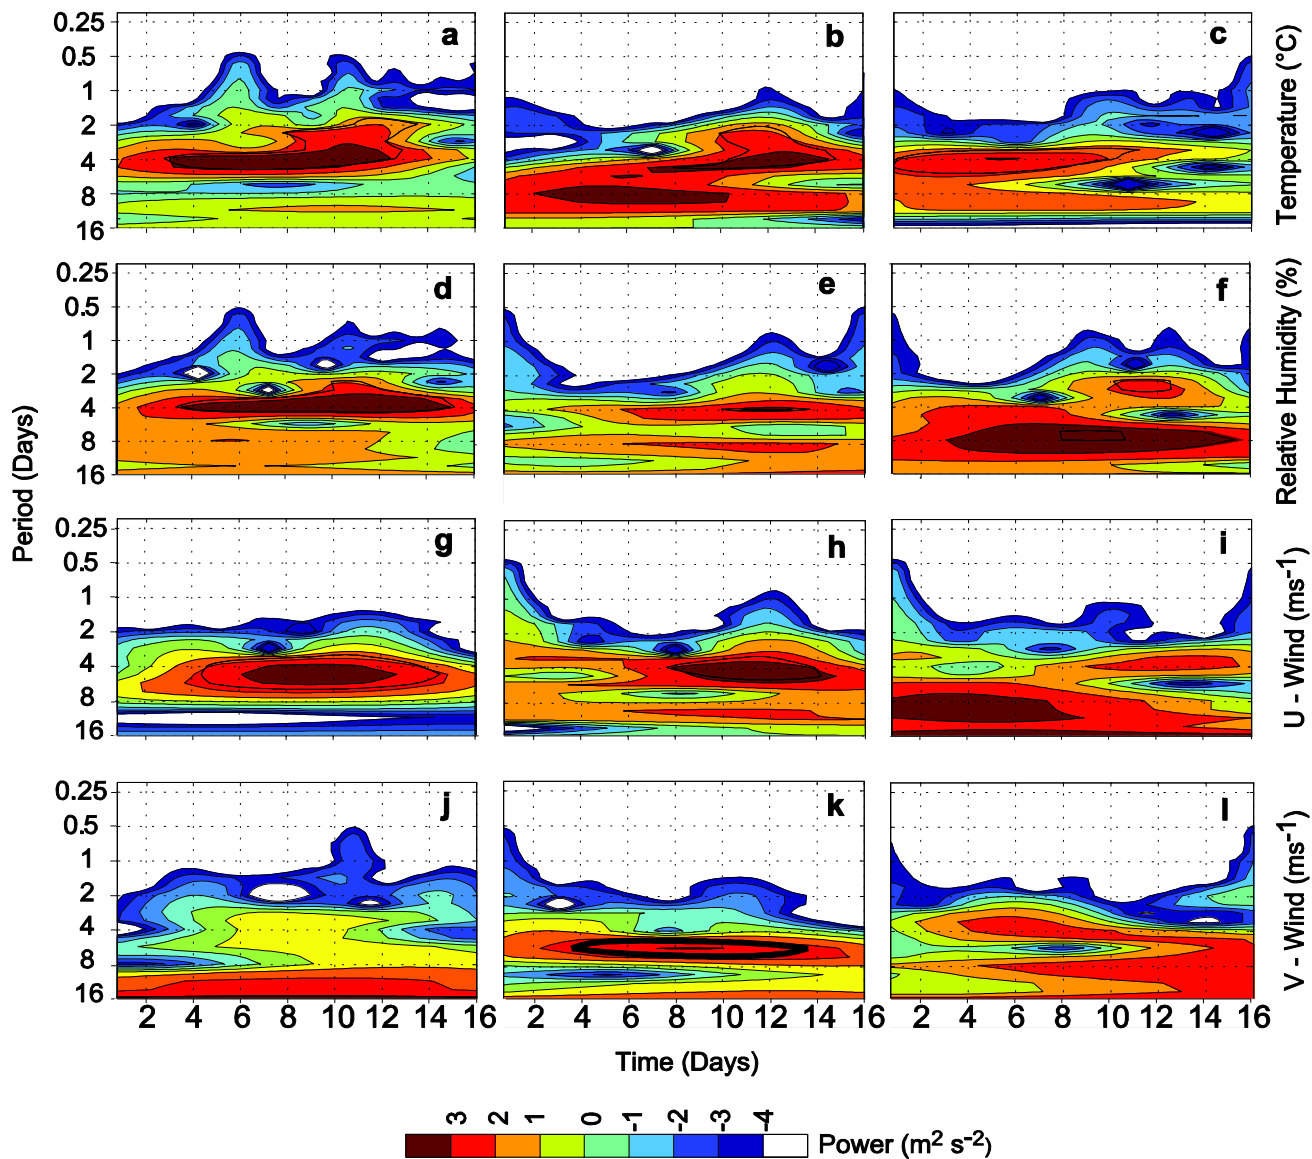 0.25
0.5
1
2
4
8
16
a
b
c
Temperature (°C)
0.25
0.5
1
2
4
8
16
d
e
f
Relative Humidity (%)
Period (Days)
0.25
0.5
1
2
4
8
16
g
h
i
U - Wind (ms-1)
0.25
0.5
1
2
4
8
16
j
k
l
V - Wind (ms-1)
2 4 6 8 10 12 14 16
2 4 6 8 10 12 14 16
2 4 6 8 10 12 14 16
Time (Days)
3 2 1 0 -1 -2 -3 -4
Power (m2 s-2)